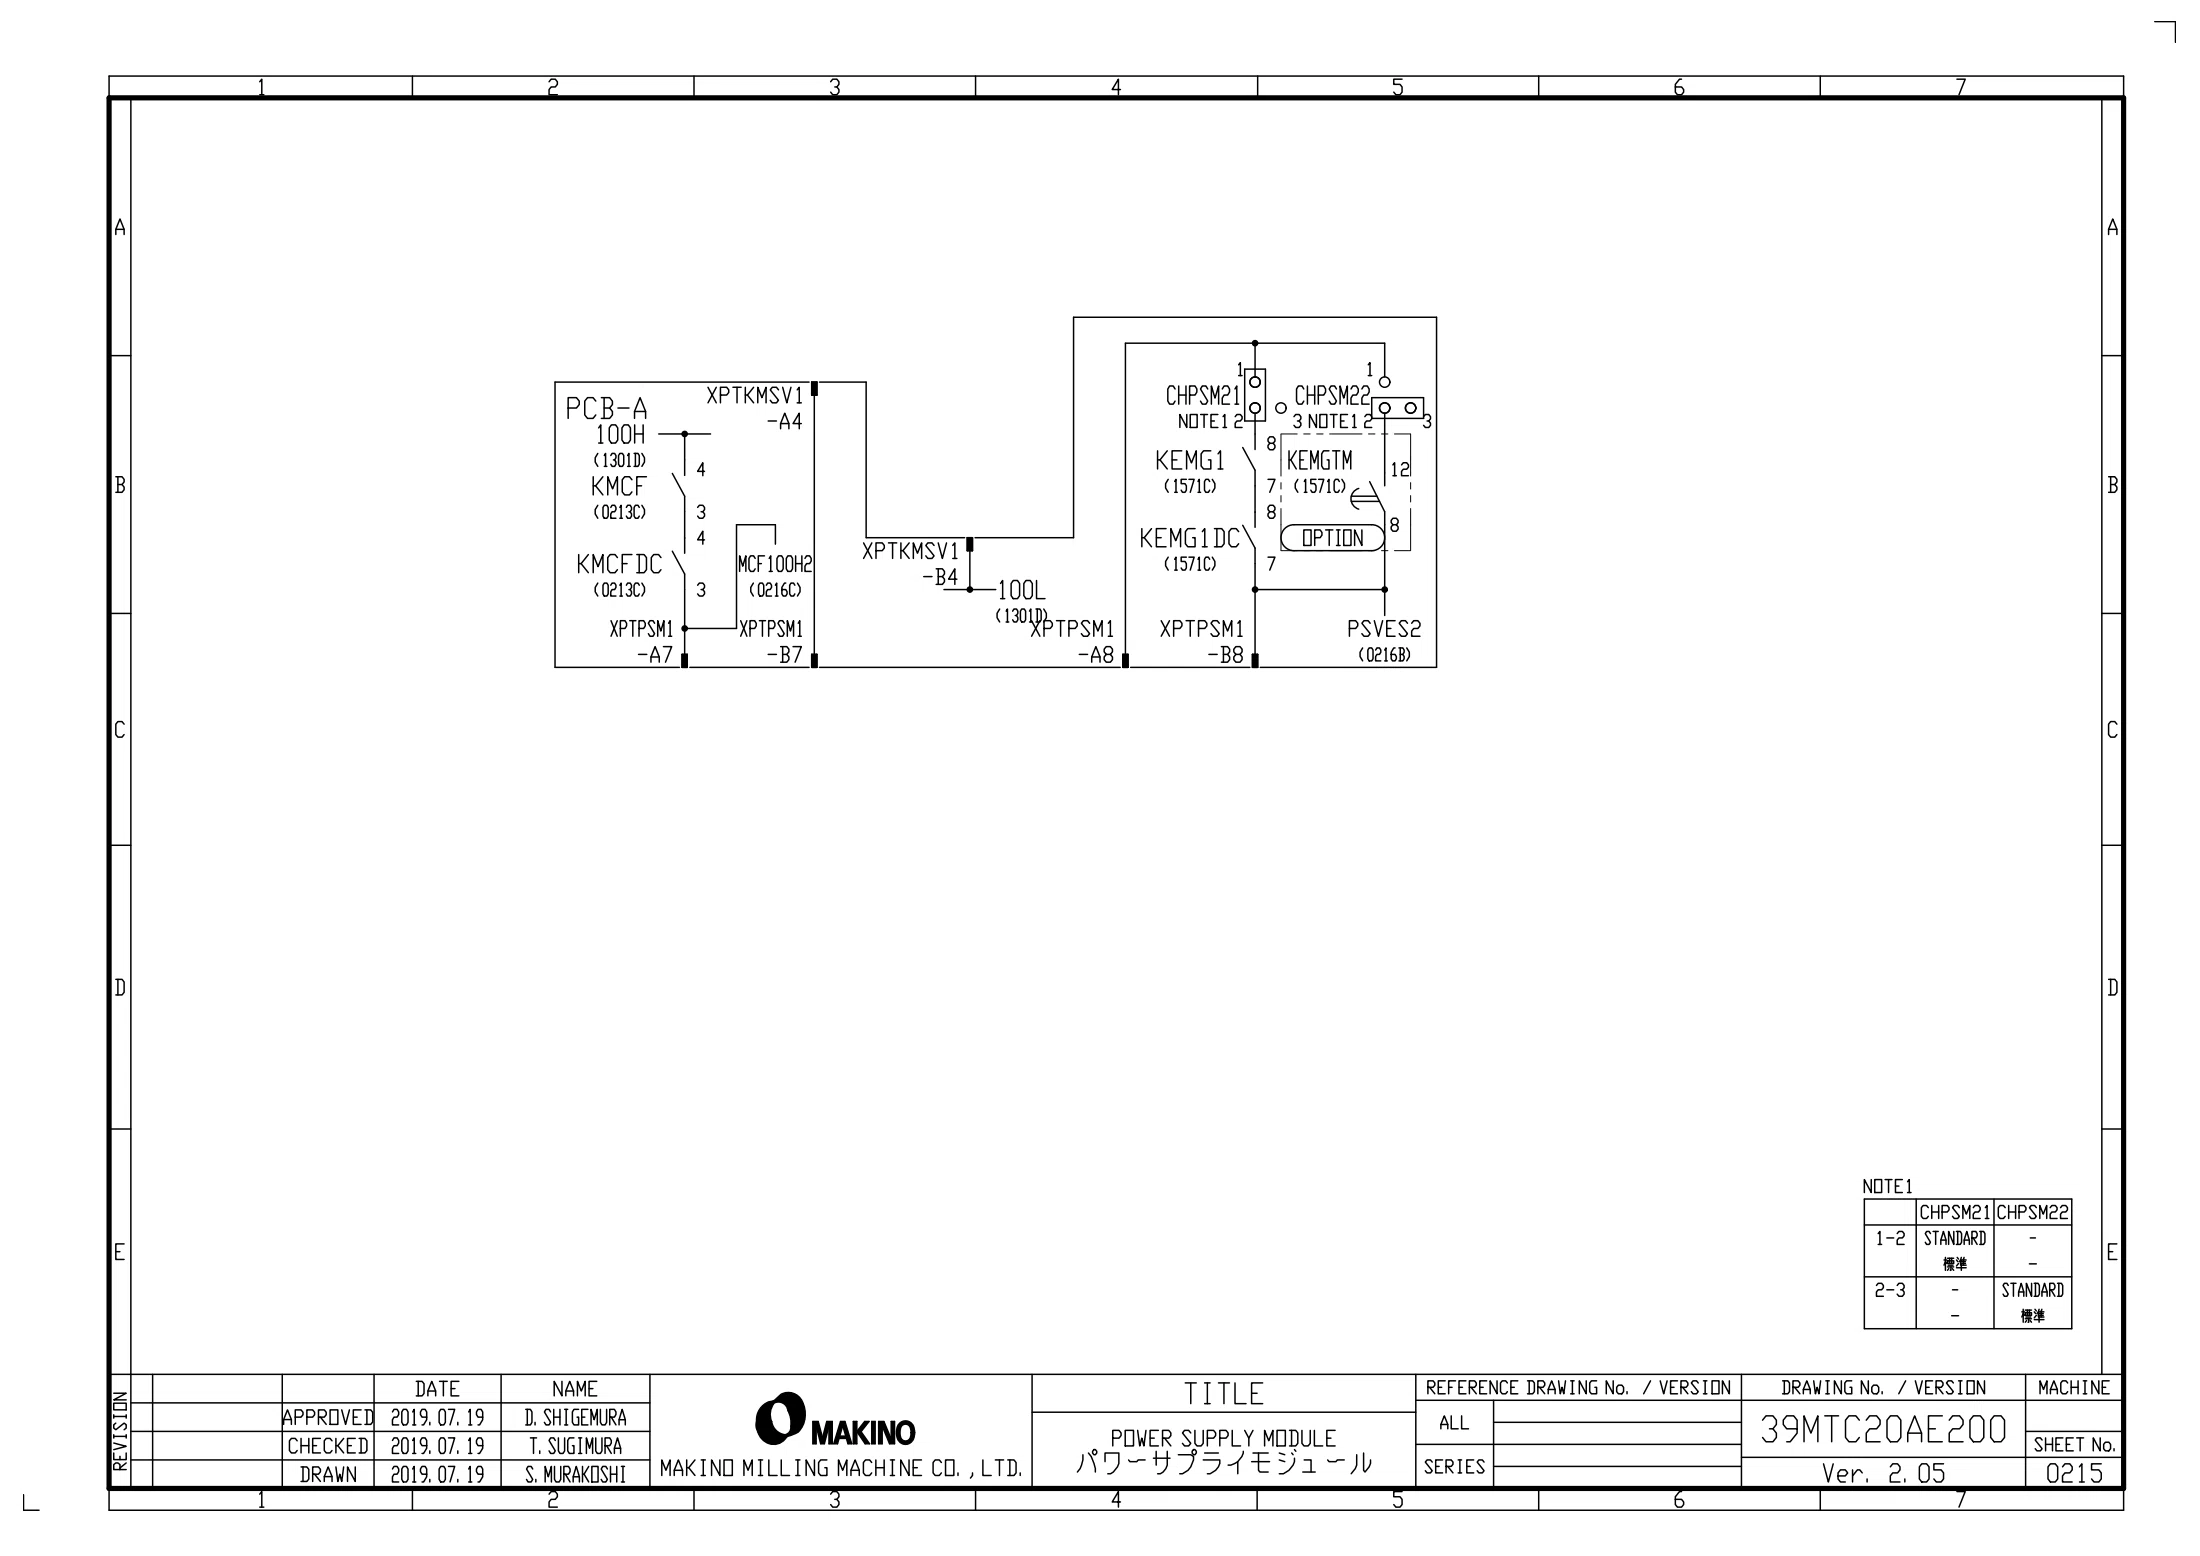 1 2 3 4 5 6 7
A A
B B
C C
D D
E E
PCB-A
100H
(1301D)
KMCF
(0213C)
4
3
4
KMCFDC
(0213C)
3
XPTPSM1
-A7
MCF100H2
(0216C)
XPTKMSV1
-A4
XPTPSM1
-B7
XPTKMSV1
-B4
100L
(1301D)
XPTPSM1
-A8
1
CHPSM21
NOTE1 2
3
1
CHPSM22
NOTE1 2
3
KEMG1
(1571C)
8
7
8
KEMG1DC
(1571C)
7
KEMGTM
(1571C)
12
8
OPTION
XPTPSM1
-B8
PSVES2
(0216B)
NOTE1
CHPSM21 CHPSM22
1-2 STANDARD -
標準 -
2-3 - STANDARD
- 標準
REVISION
DATE NAME
APPROVED 2019.07.19 D. SHIGEMURA
CHECKED 2019.07.19 T. SUGIMURA
DRAWN 2019.07.19 S. MURAKOSHI
MAKINO
MAKINO MILLING MACHINE CO., LTD.
TITLE
POWER SUPPLY MODULE
パワーサプライモジュール
REFERENCE DRAWING No. / VERSION
ALL
SERIES
DRAWING No. / VERSION
39MTC20AE200
Ver. 2.05
MACHINE
SHEET No.
0215
1 2 3 4 5 6 7